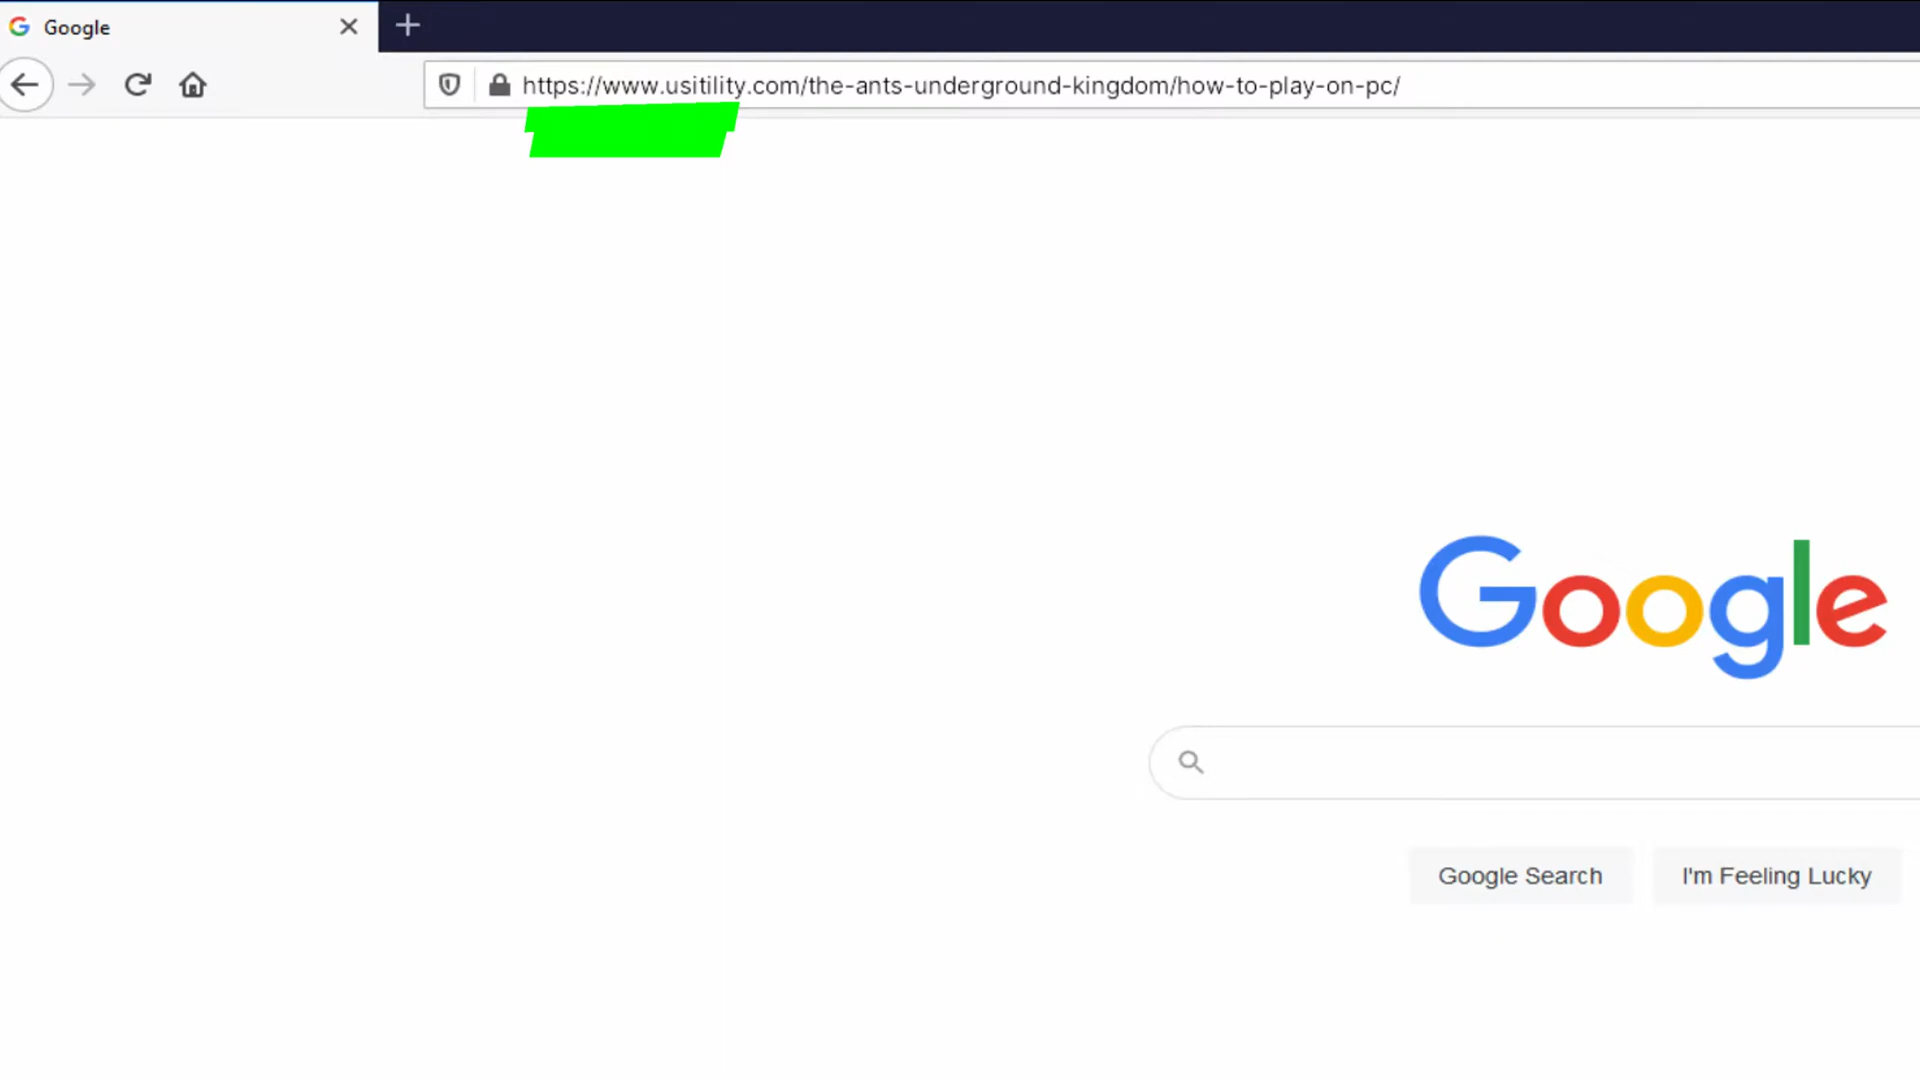 Google
https://www.usitility.com/the-ants-underground-kingdom/how-to-play-on-pc/
Google
Google Search
I'm Feeling Lucky